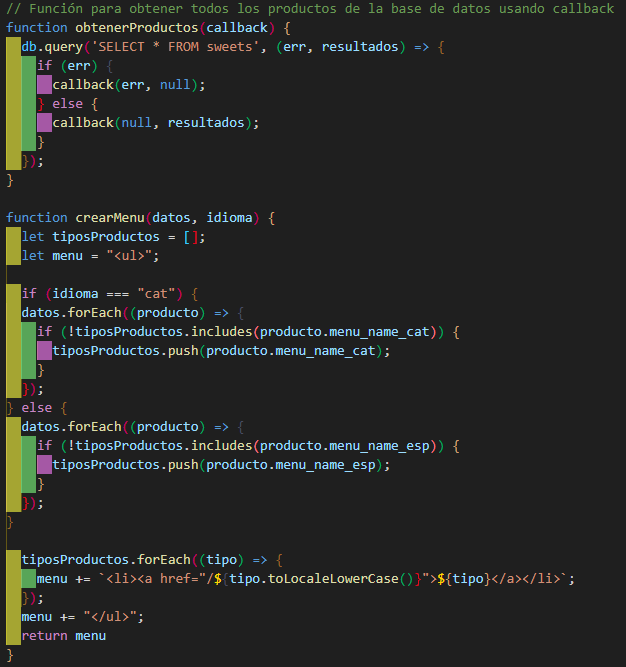 // Función para obtener todos los productos de la base de datos usando callback
function obtenerProductos(callback) {
  db.query('SELECT * FROM sweets', (err, resultados) => {
    if (err) {
      callback(err, null);
    } else {
      callback(null, resultados);
    }
  });
}

function crearMenu(datos, idioma) {
  let tiposProductos = [];
  let menu = "<ul>";

  if (idioma === "cat") {
  datos.forEach((producto) => {
    if (!tiposProductos.includes(producto.menu_name_cat)) {
      tiposProductos.push(producto.menu_name_cat);
    }
  });
} else {
  datos.forEach((producto) => {
    if (!tiposProductos.includes(producto.menu_name_esp)) {
      tiposProductos.push(producto.menu_name_esp);
    }
  });
}

  tiposProductos.forEach((tipo) => {
    menu += `<li><a href="/${tipo.toLocaleLowerCase()}">${tipo}</a></li>`;
  });
  menu += "</ul>";
  return menu
}